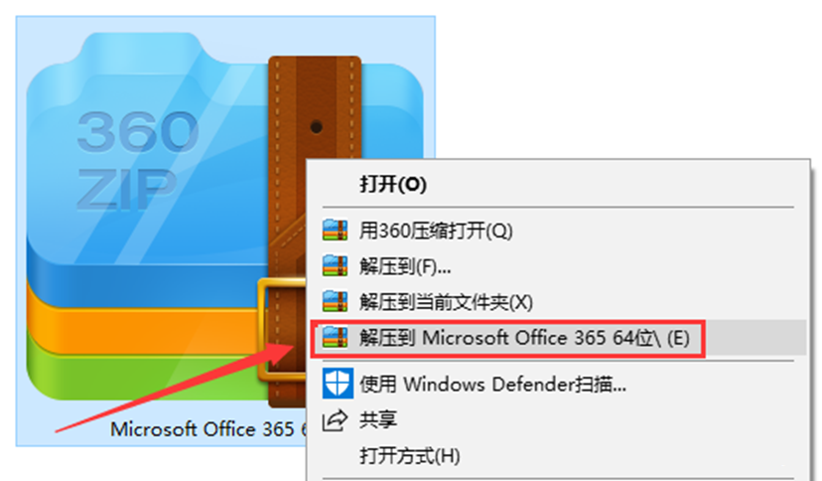 360
ZIP
打开(O)
用360压缩打开(Q)
解压到(F)...
解压到当前文件夹(X)
解压到 Microsoft Office 365 64位\ (E)
使用 Windows Defender扫描...
共享
打开方式(H)
Microsoft Office 365